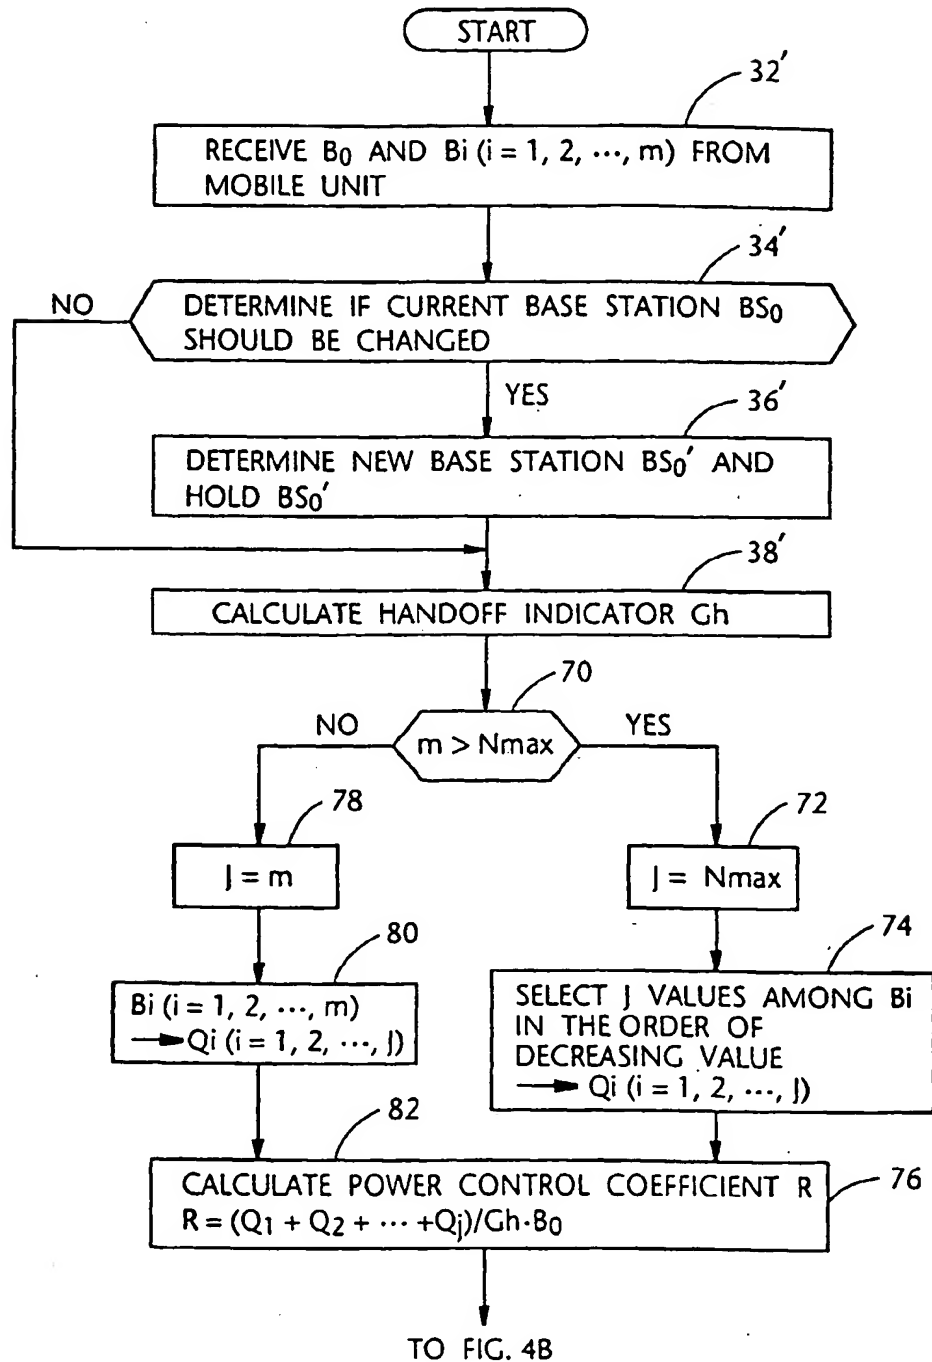 START
32'
RECEIVE B0 AND Bi (i = 1, 2, ···, m) FROM
MOBILE UNIT
34'
NO
DETERMINE IF CURRENT BASE STATION BS0
SHOULD BE CHANGED
YES
36'
DETERMINE NEW BASE STATION BS0' AND
HOLD BS0'
38'
CALCULATE HANDOFF INDICATOR Gh
70
NO
m > Nmax
YES
78
72
J = m
J = Nmax
80
74
Bi (i = 1, 2, ···, m)
→ Qi (i = 1, 2, ···, J)
SELECT J VALUES AMONG Bi
IN THE ORDER OF
DECREASING VALUE
→ Qi (i = 1, 2, ···, J)
82
76
CALCULATE POWER CONTROL COEFFICIENT R
R = (Q1 + Q2 + ··· +Qj)/Gh·B0
TO FIG. 4B